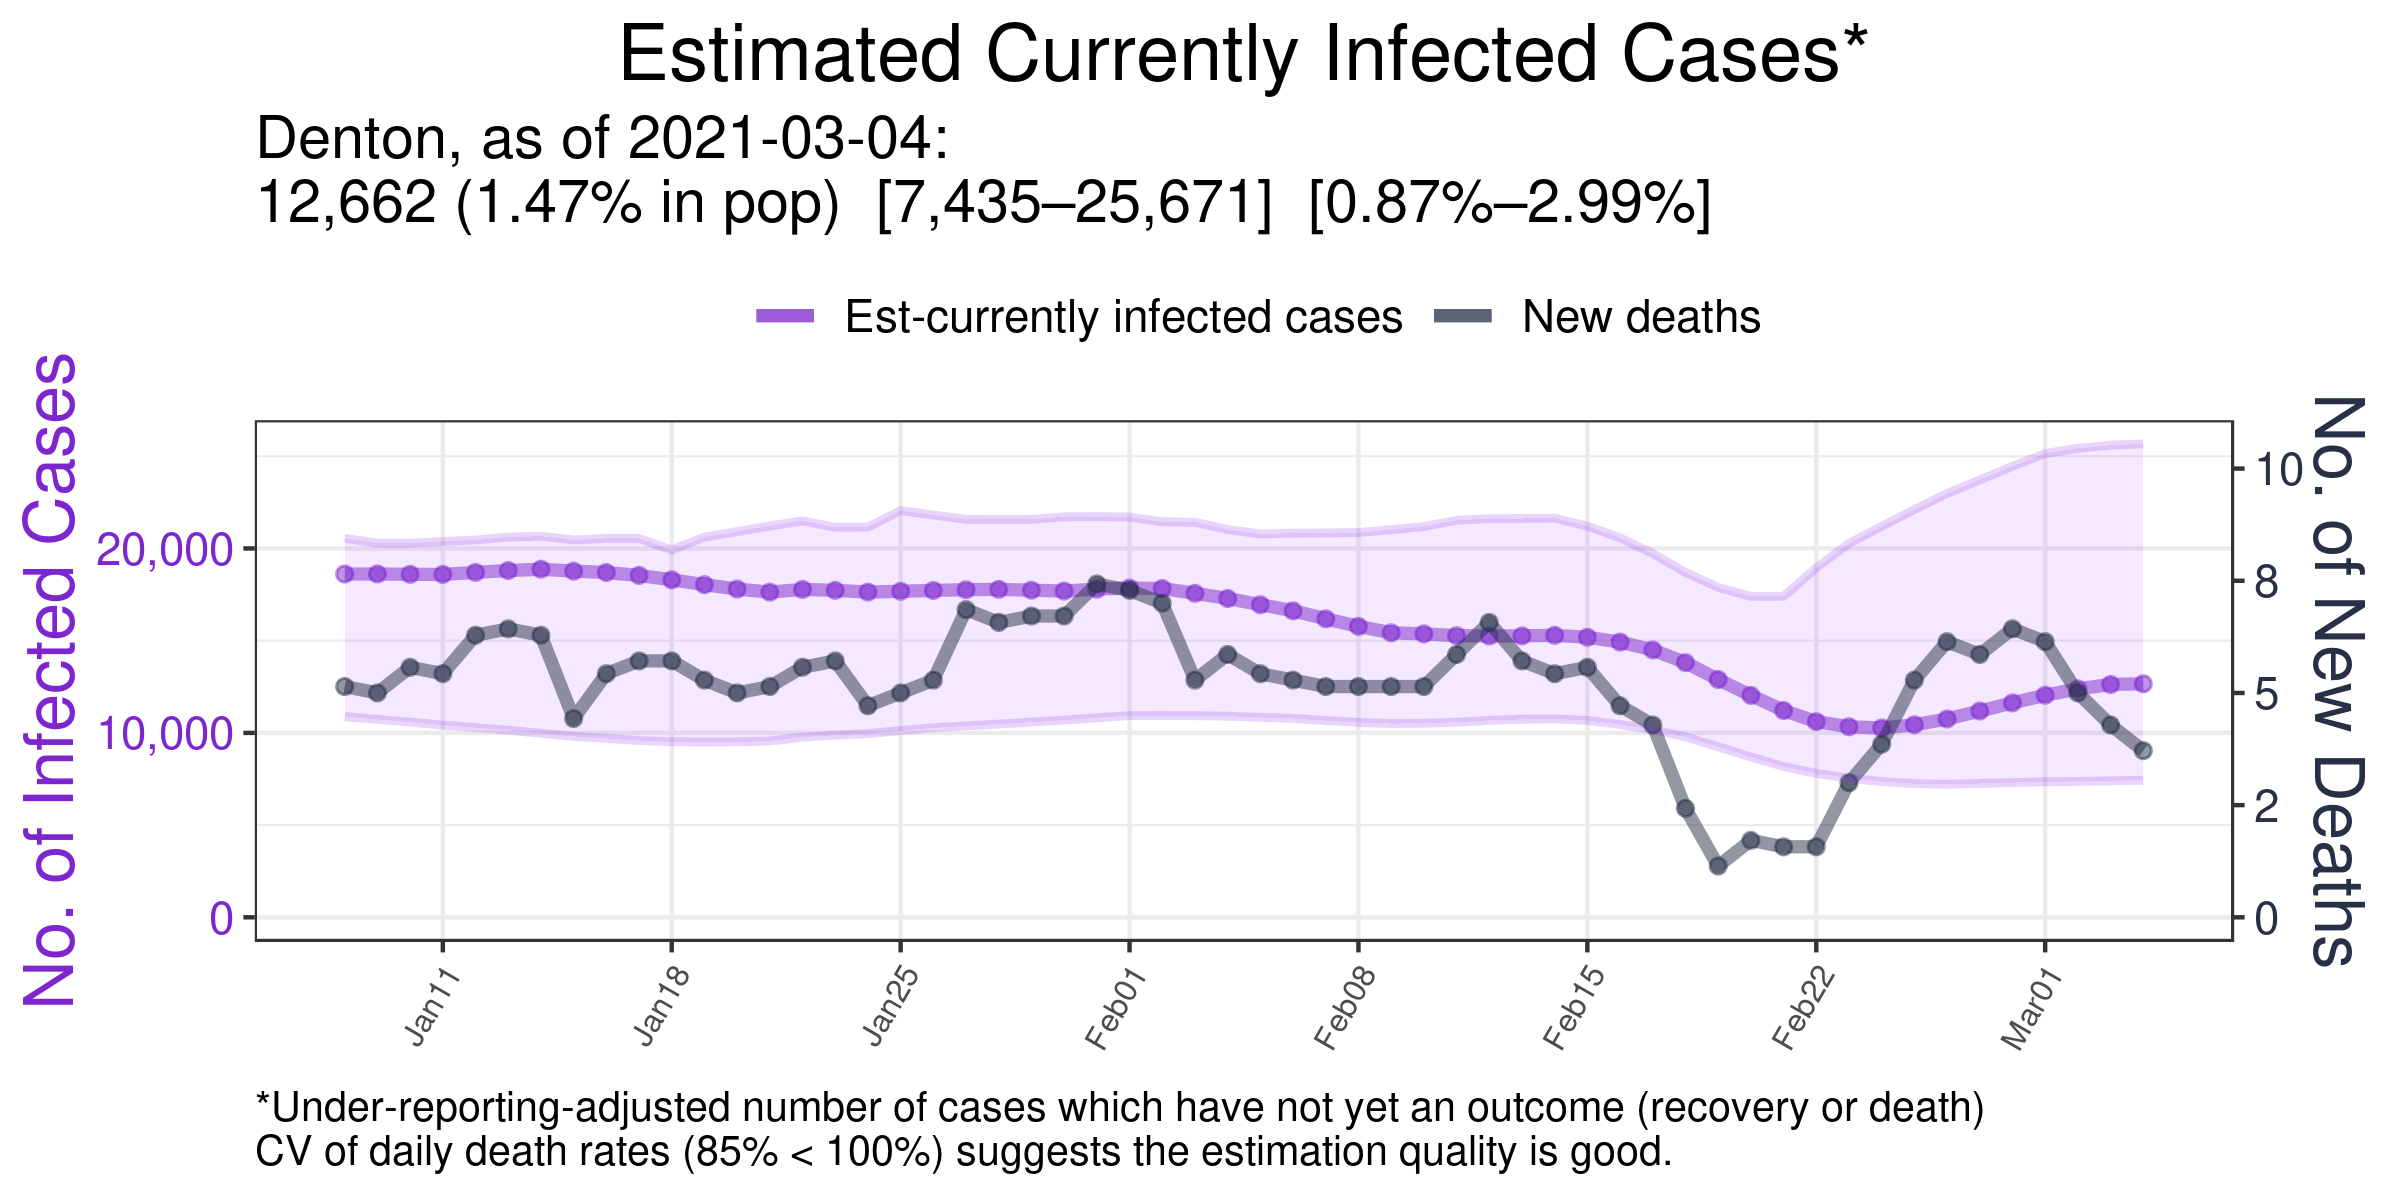 Estimated Currently Infected Cases*
Denton, as of 2021-03-04:
12,662 (1.47% in pop)  [7,435–25,671]  [0.87%–2.99%]
Est-currently infected cases
New deaths
No. of Infected Cases
20,000
10,000
0
No. of New Deaths
10
8
5
2
0
Jan11
Jan18
Jan25
Feb01
Feb08
Feb15
Feb22
Mar01
*Under-reporting-adjusted number of cases which have not yet an outcome (recovery or death)
CV of daily death rates (85% < 100%) suggests the estimation quality is good.